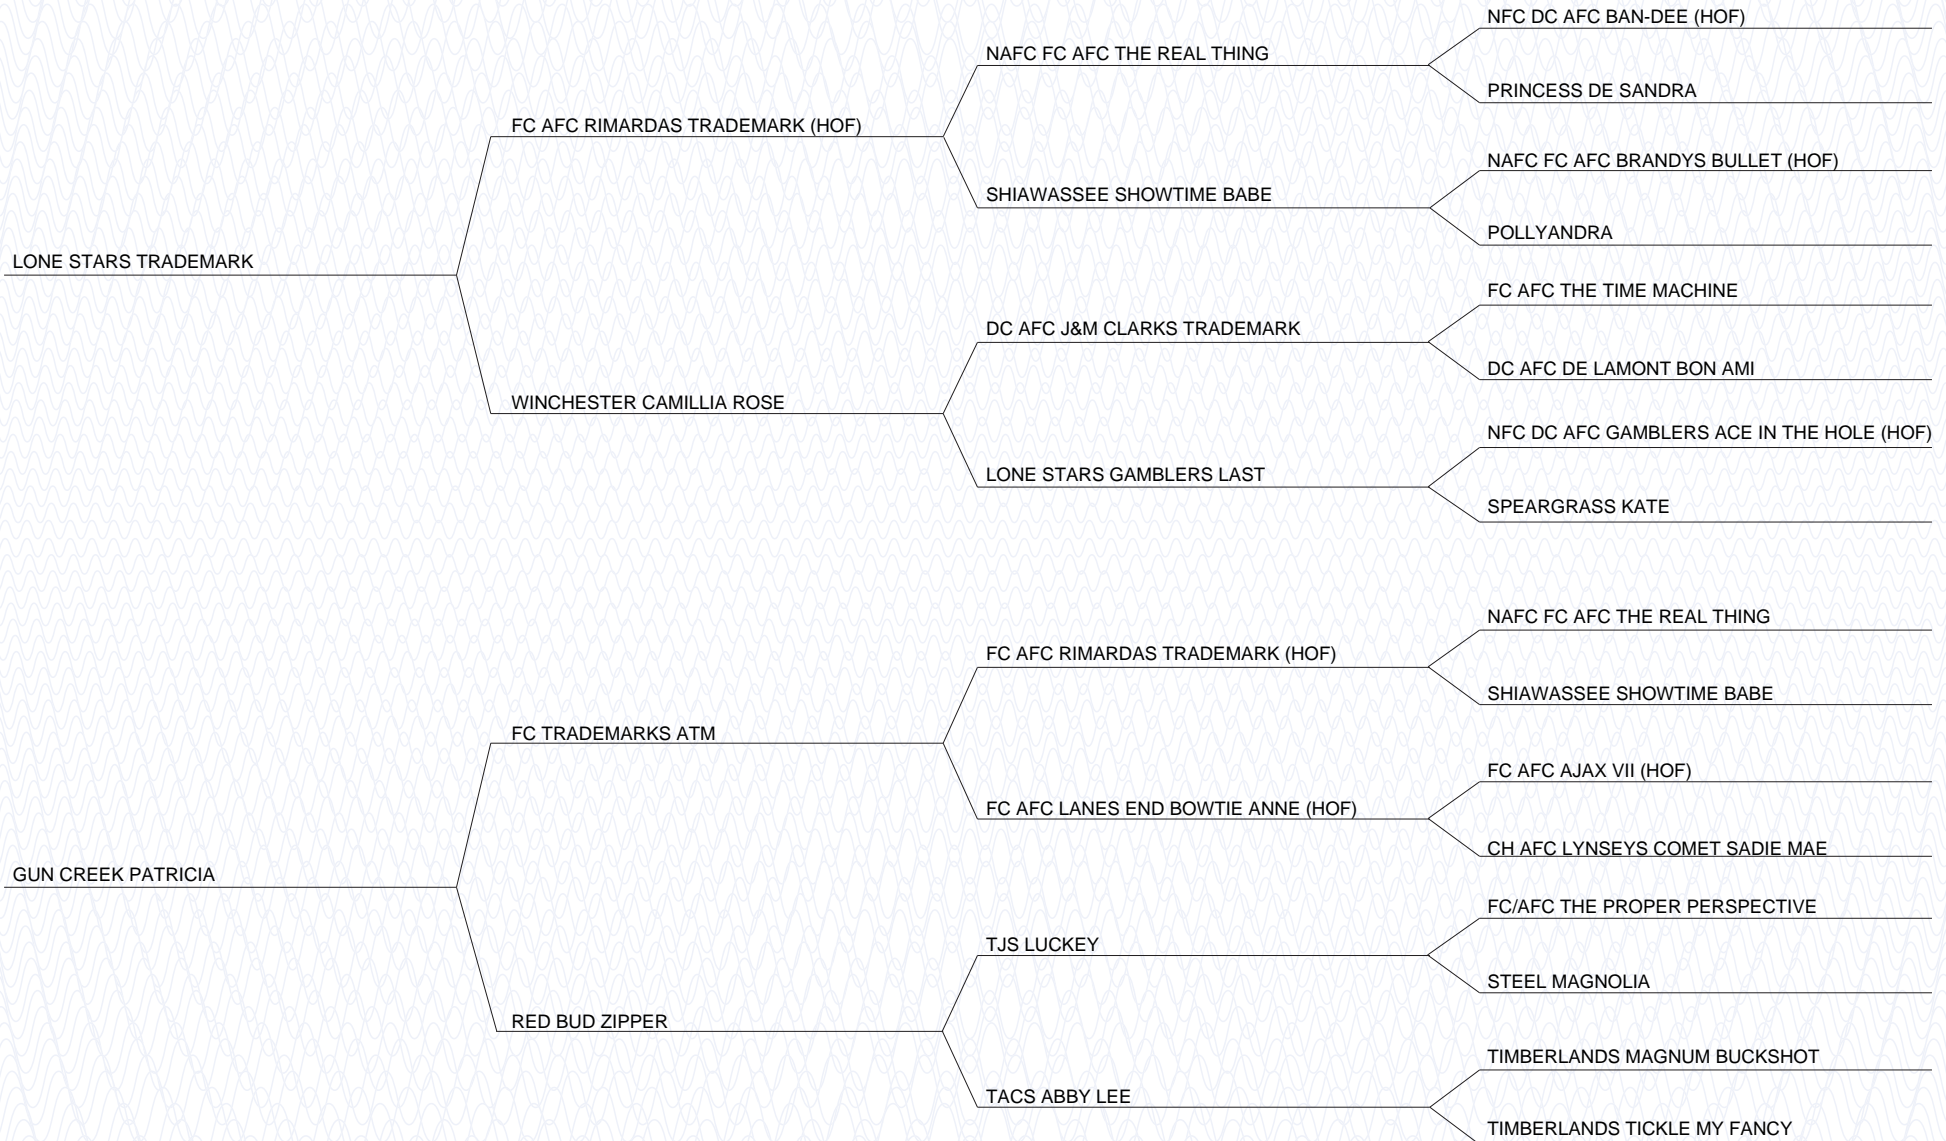 NFC DC AFC BAN-DEE (HOF)
NAFC FC AFC THE REAL THING
PRINCESS DE SANDRA
FC AFC RIMARDAS TRADEMARK (HOF)
NAFC FC AFC BRANDYS BULLET (HOF)
SHIAWASSEE SHOWTIME BABE
POLLYANDRA
LONE STARS TRADEMARK
FC AFC THE TIME MACHINE
DC AFC J&M CLARKS TRADEMARK
DC AFC DE LAMONT BON AMI
WINCHESTER CAMILLIA ROSE
NFC DC AFC GAMBLERS ACE IN THE HOLE (HOF)
LONE STARS GAMBLERS LAST
SPEARGRASS KATE
NAFC FC AFC THE REAL THING
FC AFC RIMARDAS TRADEMARK (HOF)
SHIAWASSEE SHOWTIME BABE
FC TRADEMARKS ATM
FC AFC AJAX VII (HOF)
FC AFC LANES END BOWTIE ANNE (HOF)
CH AFC LYNSEYS COMET SADIE MAE
GUN CREEK PATRICIA
FC/AFC THE PROPER PERSPECTIVE
TJS LUCKEY
STEEL MAGNOLIA
RED BUD ZIPPER
TIMBERLANDS MAGNUM BUCKSHOT
TACS ABBY LEE
TIMBERLANDS TICKLE MY FANCY